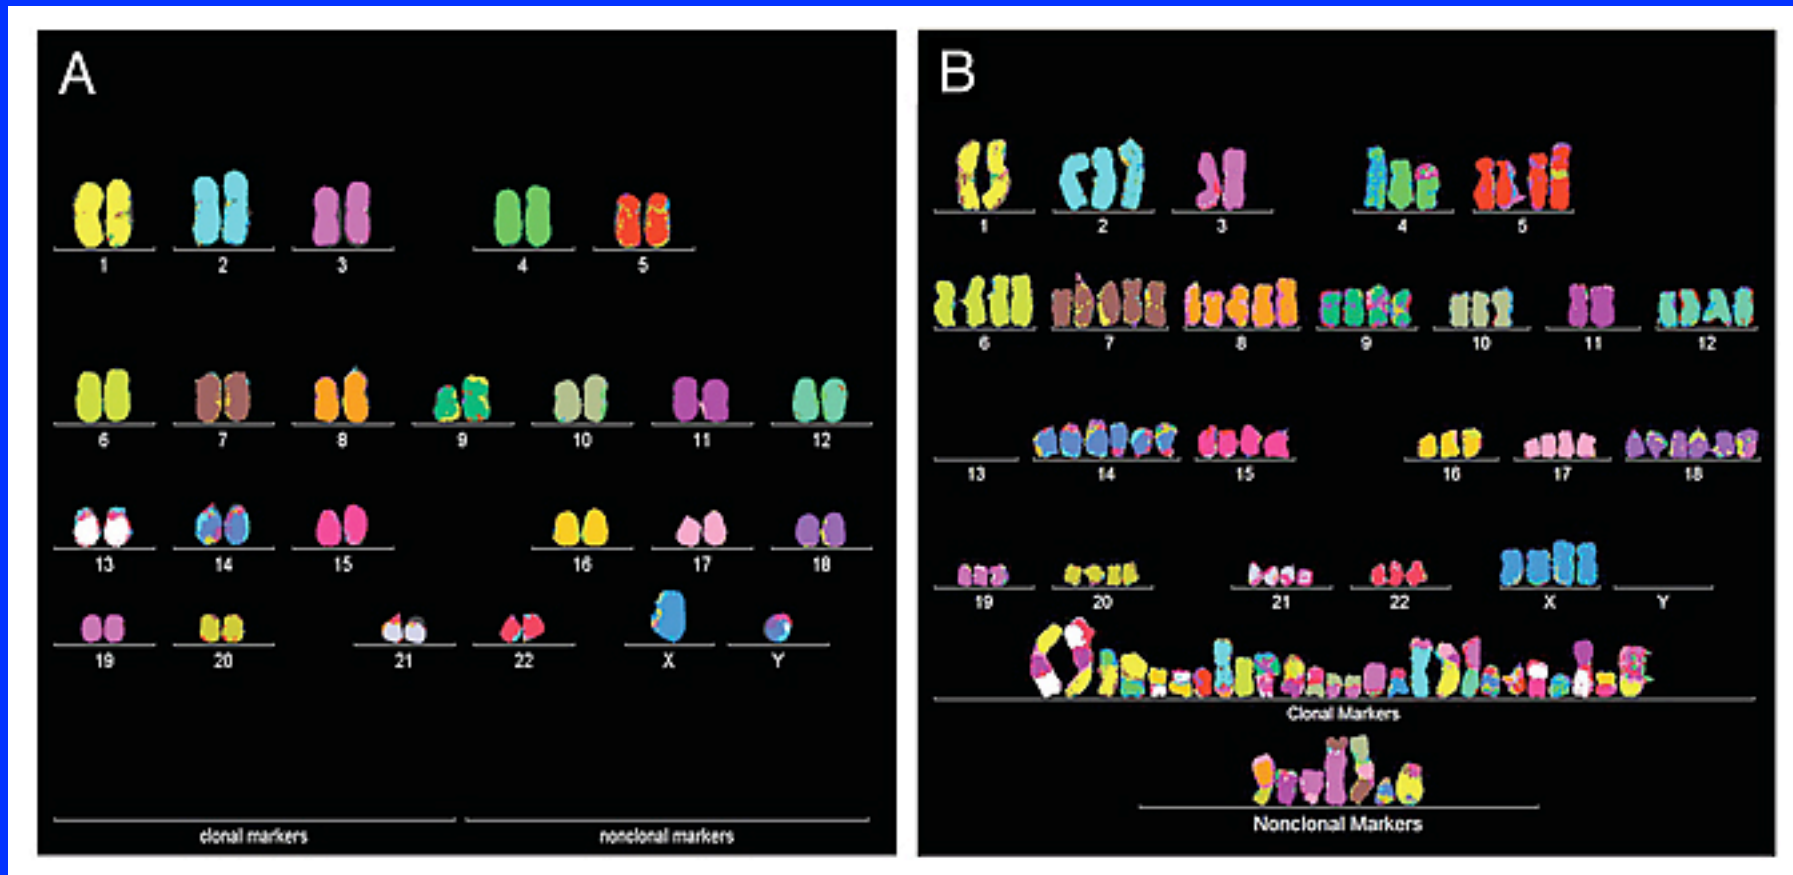 A
1 2 3 4 5
6 7 8 9 10 11 12
13 14 15 16 17 18
19 20 21 22 X Y
clonal markers nonclonal markers
B
1 2 3 4 5
6 7 8 9 10 11 12
13 14 15 16 17 18
19 20 21 22 X Y
Clonal Markers
Nonclonal Markers